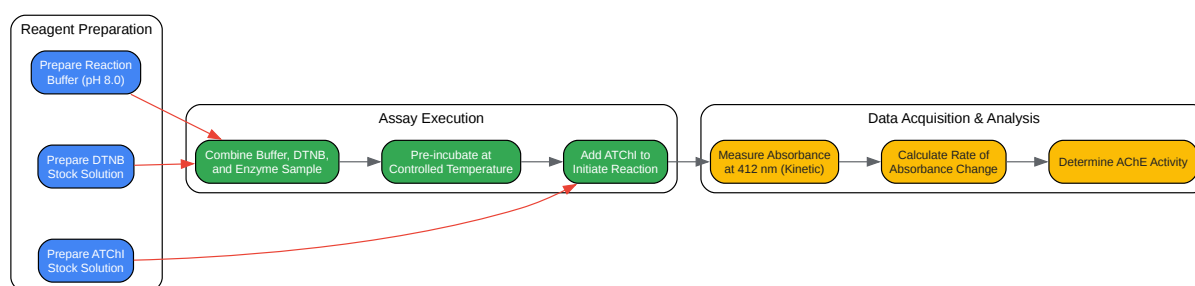 Reagent Preparation
Prepare Reaction
Buffer (pH 8.0)
Prepare DTNB
Stock Solution
Prepare ATChI
Stock Solution
Assay Execution
Combine Buffer, DTNB,
and Enzyme Sample
Pre-incubate at
Controlled Temperature
Add ATChI to
Initiate Reaction
Data Acquisition & Analysis
Measure Absorbance
at 412 nm (Kinetic)
Calculate Rate of
Absorbance Change
Determine AChE Activity